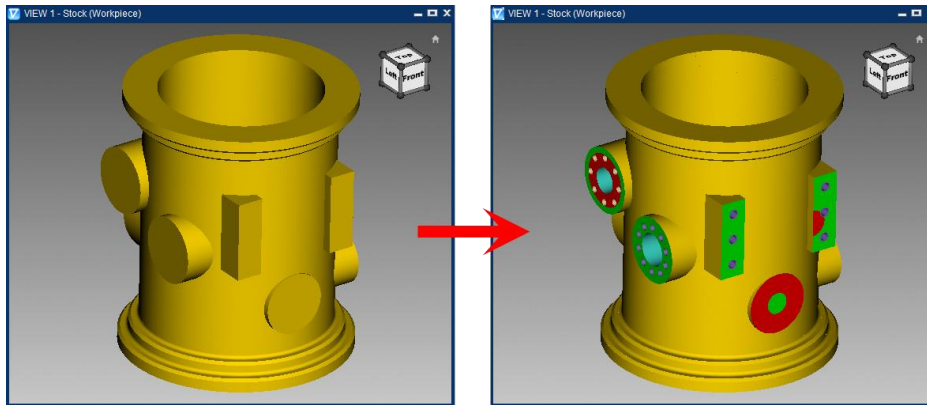 VIEW 1 - Stock (Workpiece)
Top
Left
Front
VIEW 1 - Stock (Workpiece)
Top
Left
Front